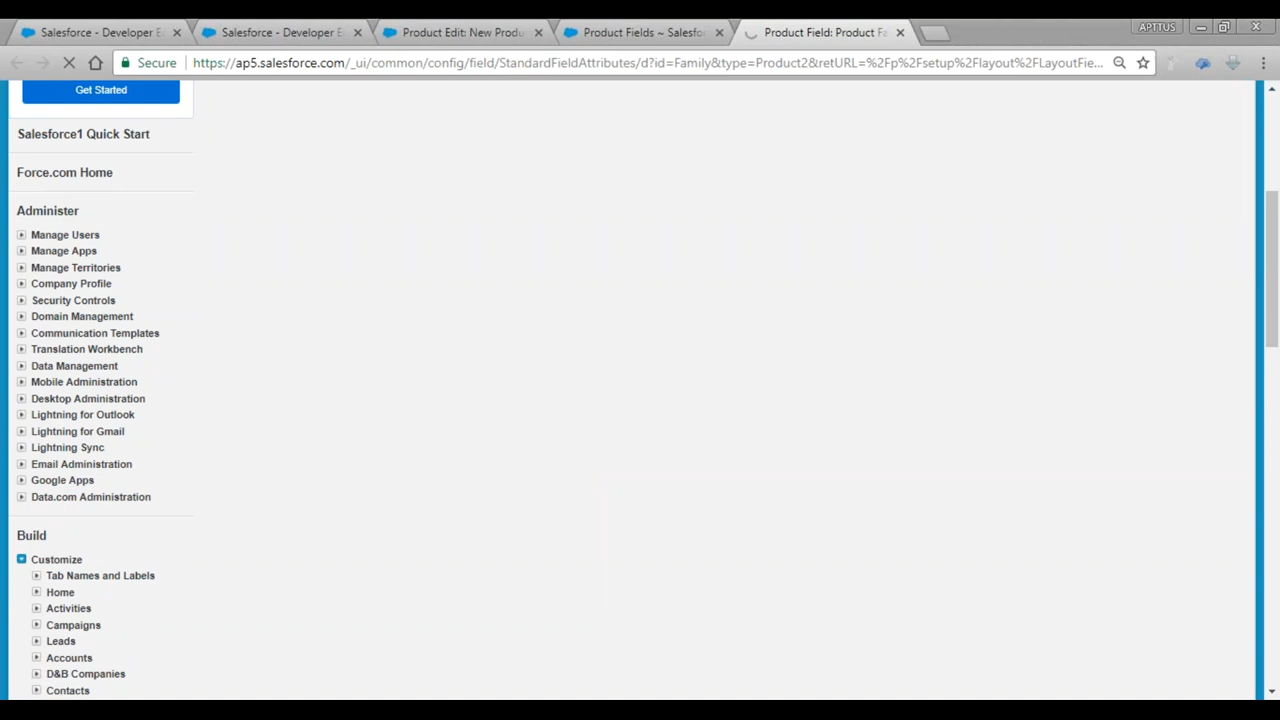 Salesforce - Developer E
Salesforce - Developer E
Product Edit: New Produ
Product Fields ~ Salesfo
Product Field: Product Fa
APTTUS
Secure
https://ap5.salesforce.com/_ui/common/config/field/StandardFieldAttributes/d?id=Family&type=Product2&retURL=%2Fp%2Fsetup%2Flayout%2FLayoutFie...
Get Started
Salesforce1 Quick Start
Force.com Home
Administer
Manage Users
Manage Apps
Manage Territories
Company Profile
Security Controls
Domain Management
Communication Templates
Translation Workbench
Data Management
Mobile Administration
Desktop Administration
Lightning for Outlook
Lightning for Gmail
Lightning Sync
Email Administration
Google Apps
Data.com Administration
Build
Customize
Tab Names and Labels
Home
Activities
Campaigns
Leads
Accounts
D&B Companies
Contacts